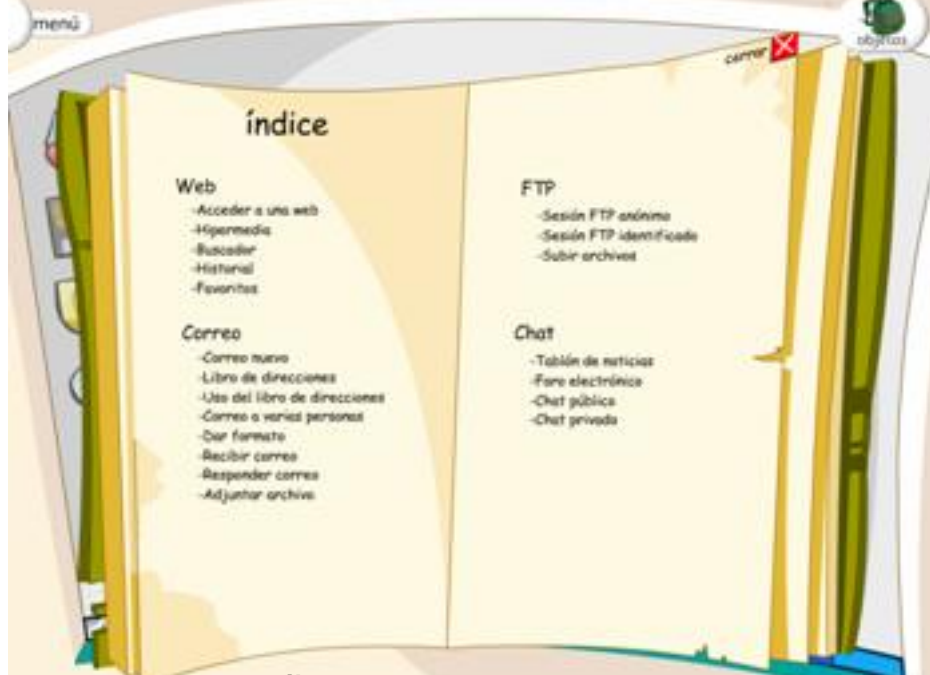 menú
objetos
cerrar
índice
Web
-Acceder a una web
-Hipermedia
-Buscador
-Historial
-Favoritos
Correo
-Correo nuevo
-Libro de direcciones
-Uso del libro de direcciones
-Correo a varias personas
-Dar formato
-Recibir correo
-Responder correo
-Adjuntar archivo
FTP
-Sesión FTP anónimo
-Sesión FTP identificado
-Subir archivos
Chat
-Tablón de noticias
-Foro electrónico
-Chat público
-Chat privado